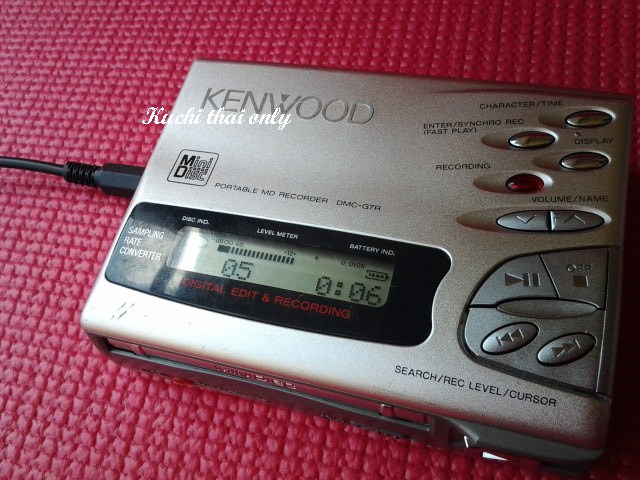 KENWOOD
Kuchi thai only
CHARACTER/TIME
ENTER/SYNCHRO REC
(FAST PLAY)
DISPLAY
RECORDING
MD
PORTABLE MD RECORDER DMC-G7R
VOLUME/NAME
DISC IND. LEVEL METER BATTERY IND.
SAMPLING
RATE
CONVERTER
OVER
05 0:06
DIGITAL EDIT & RECORDING
OFF
SEARCH/REC LEVEL/CURSOR